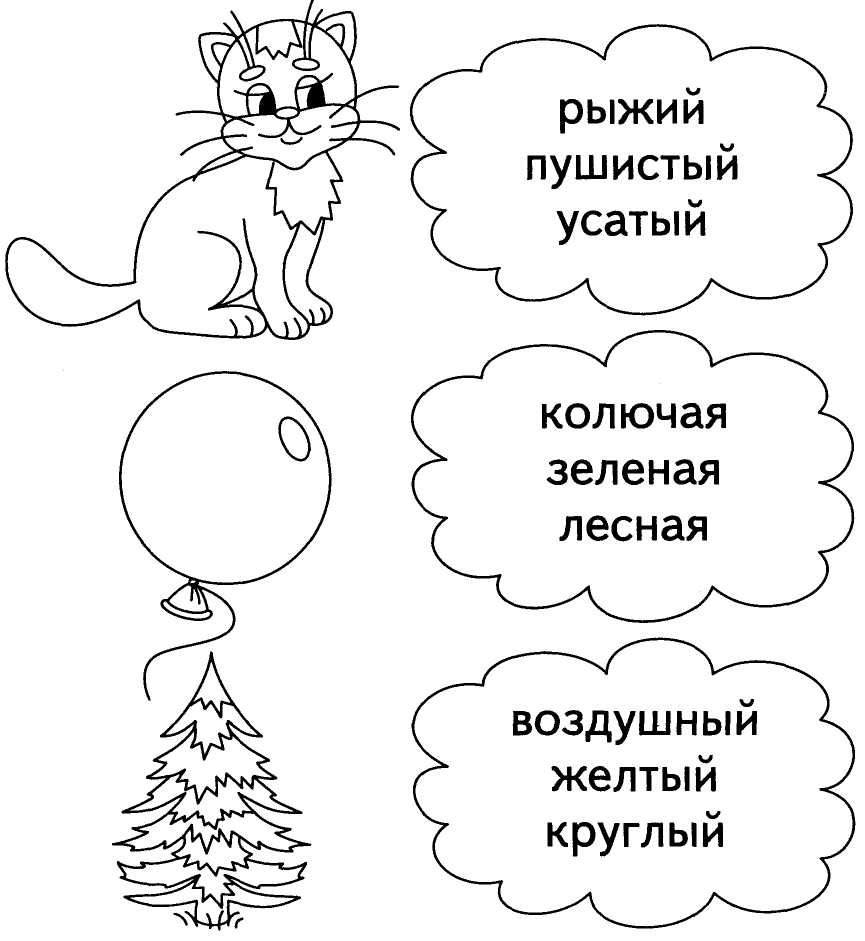 рыжий
пушистый
усатый
колючая
зеленая
лесная
воздушный
желтый
круглый